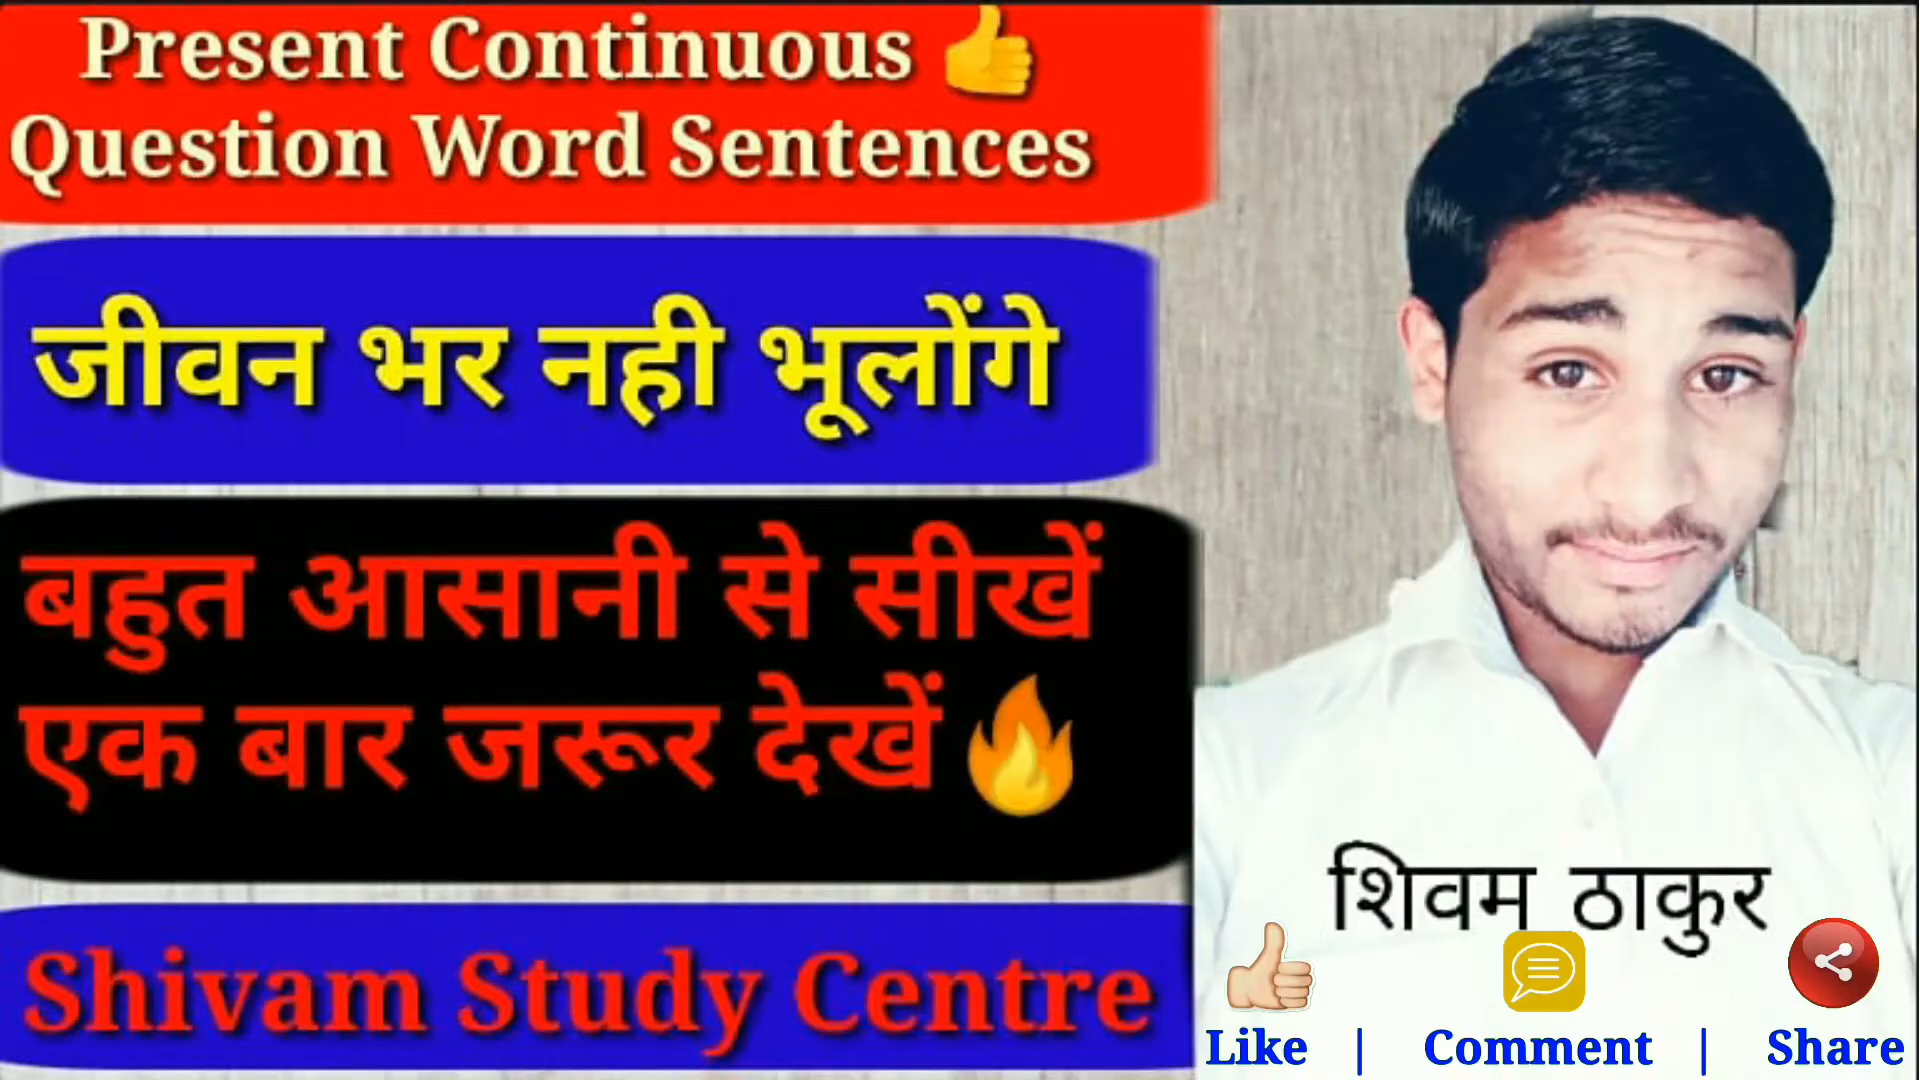 Present Continuous 👍
Question Word Sentences
जीवन भर नही भूलोंगे
बहुत आसानी से सीखें
एक बार जरूर देखें🔥
Shivam Study Centre
शिवम ठाकुर
Like | Comment | Share